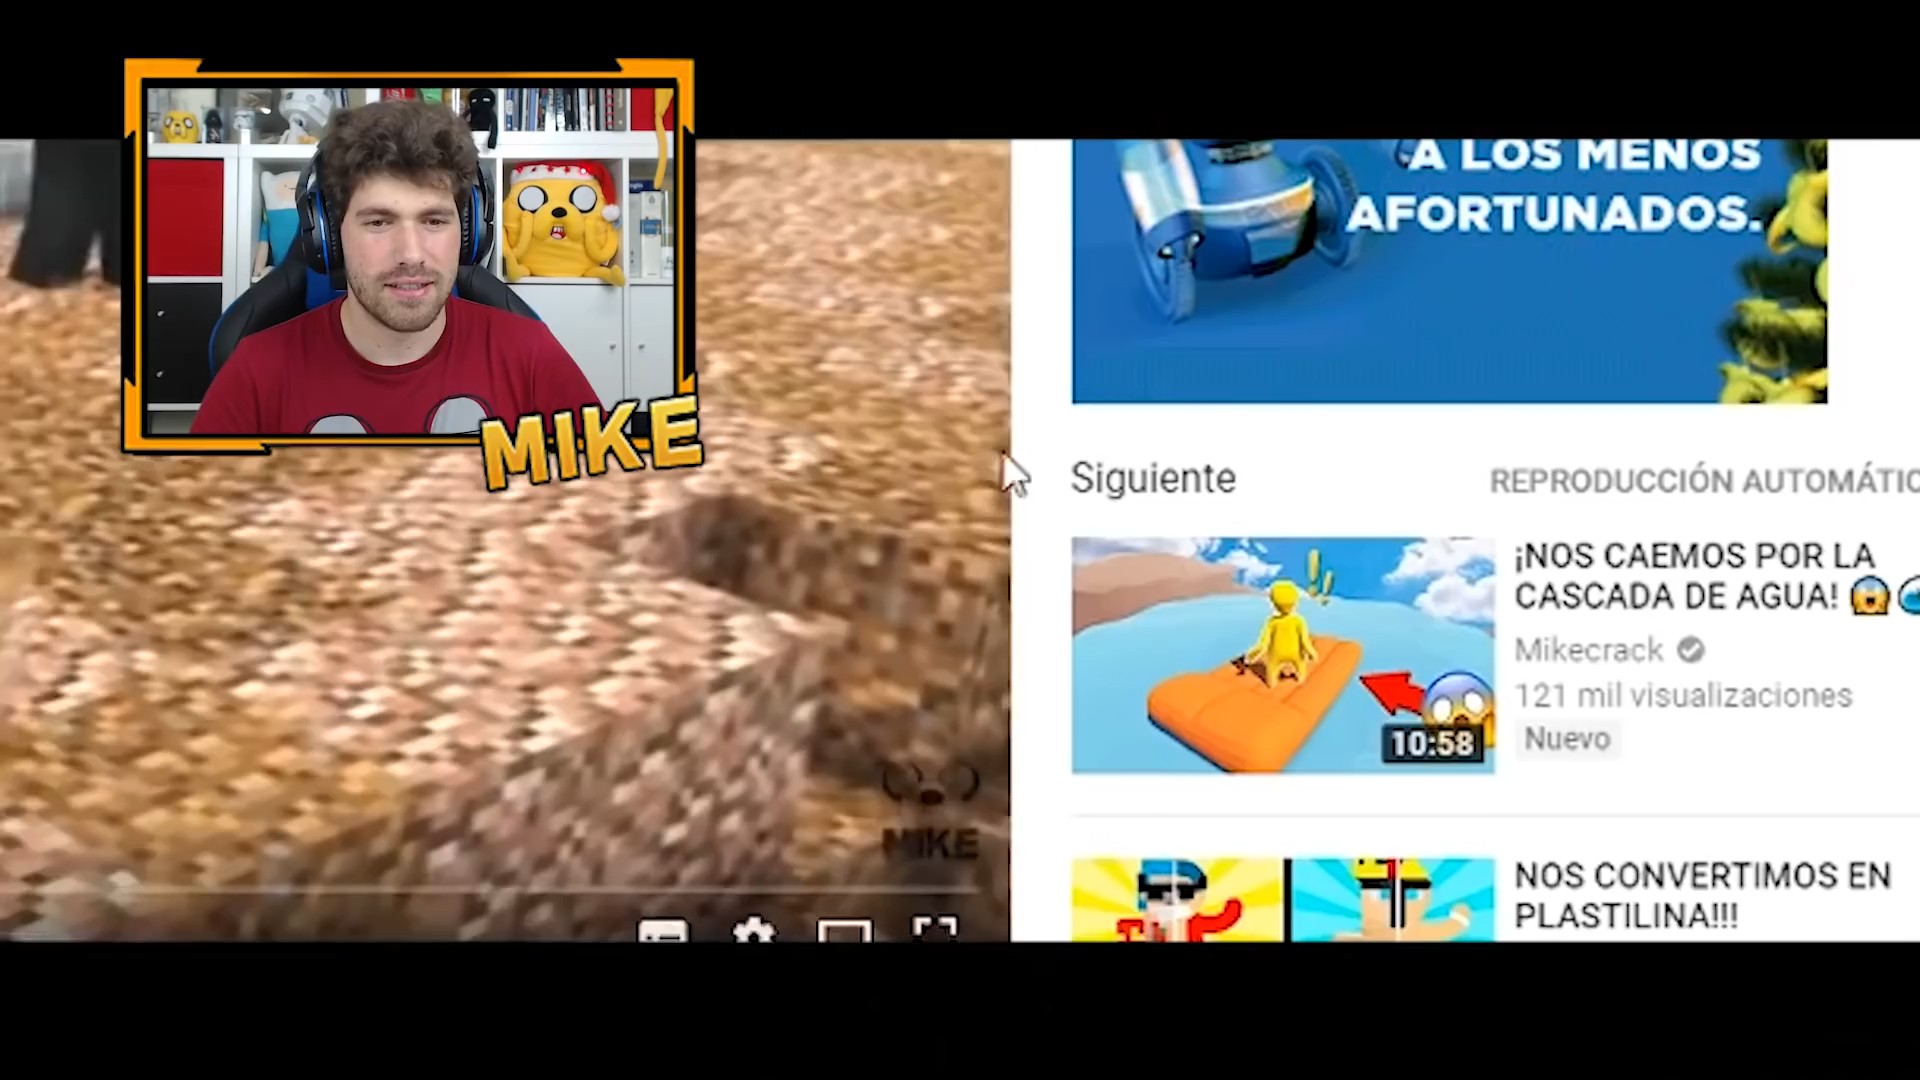 MIKE
A LOS MENOS
AFORTUNADOS.
Siguiente
REPRODUCCIÓN AUTOMÁTIC
¡NOS CAEMOS POR LA
CASCADA DE AGUA! 😱
Mikecrack
121 mil visualizaciones
Nuevo
10:58
MIKE
NOS CONVERTIMOS EN
PLASTILINA!!!